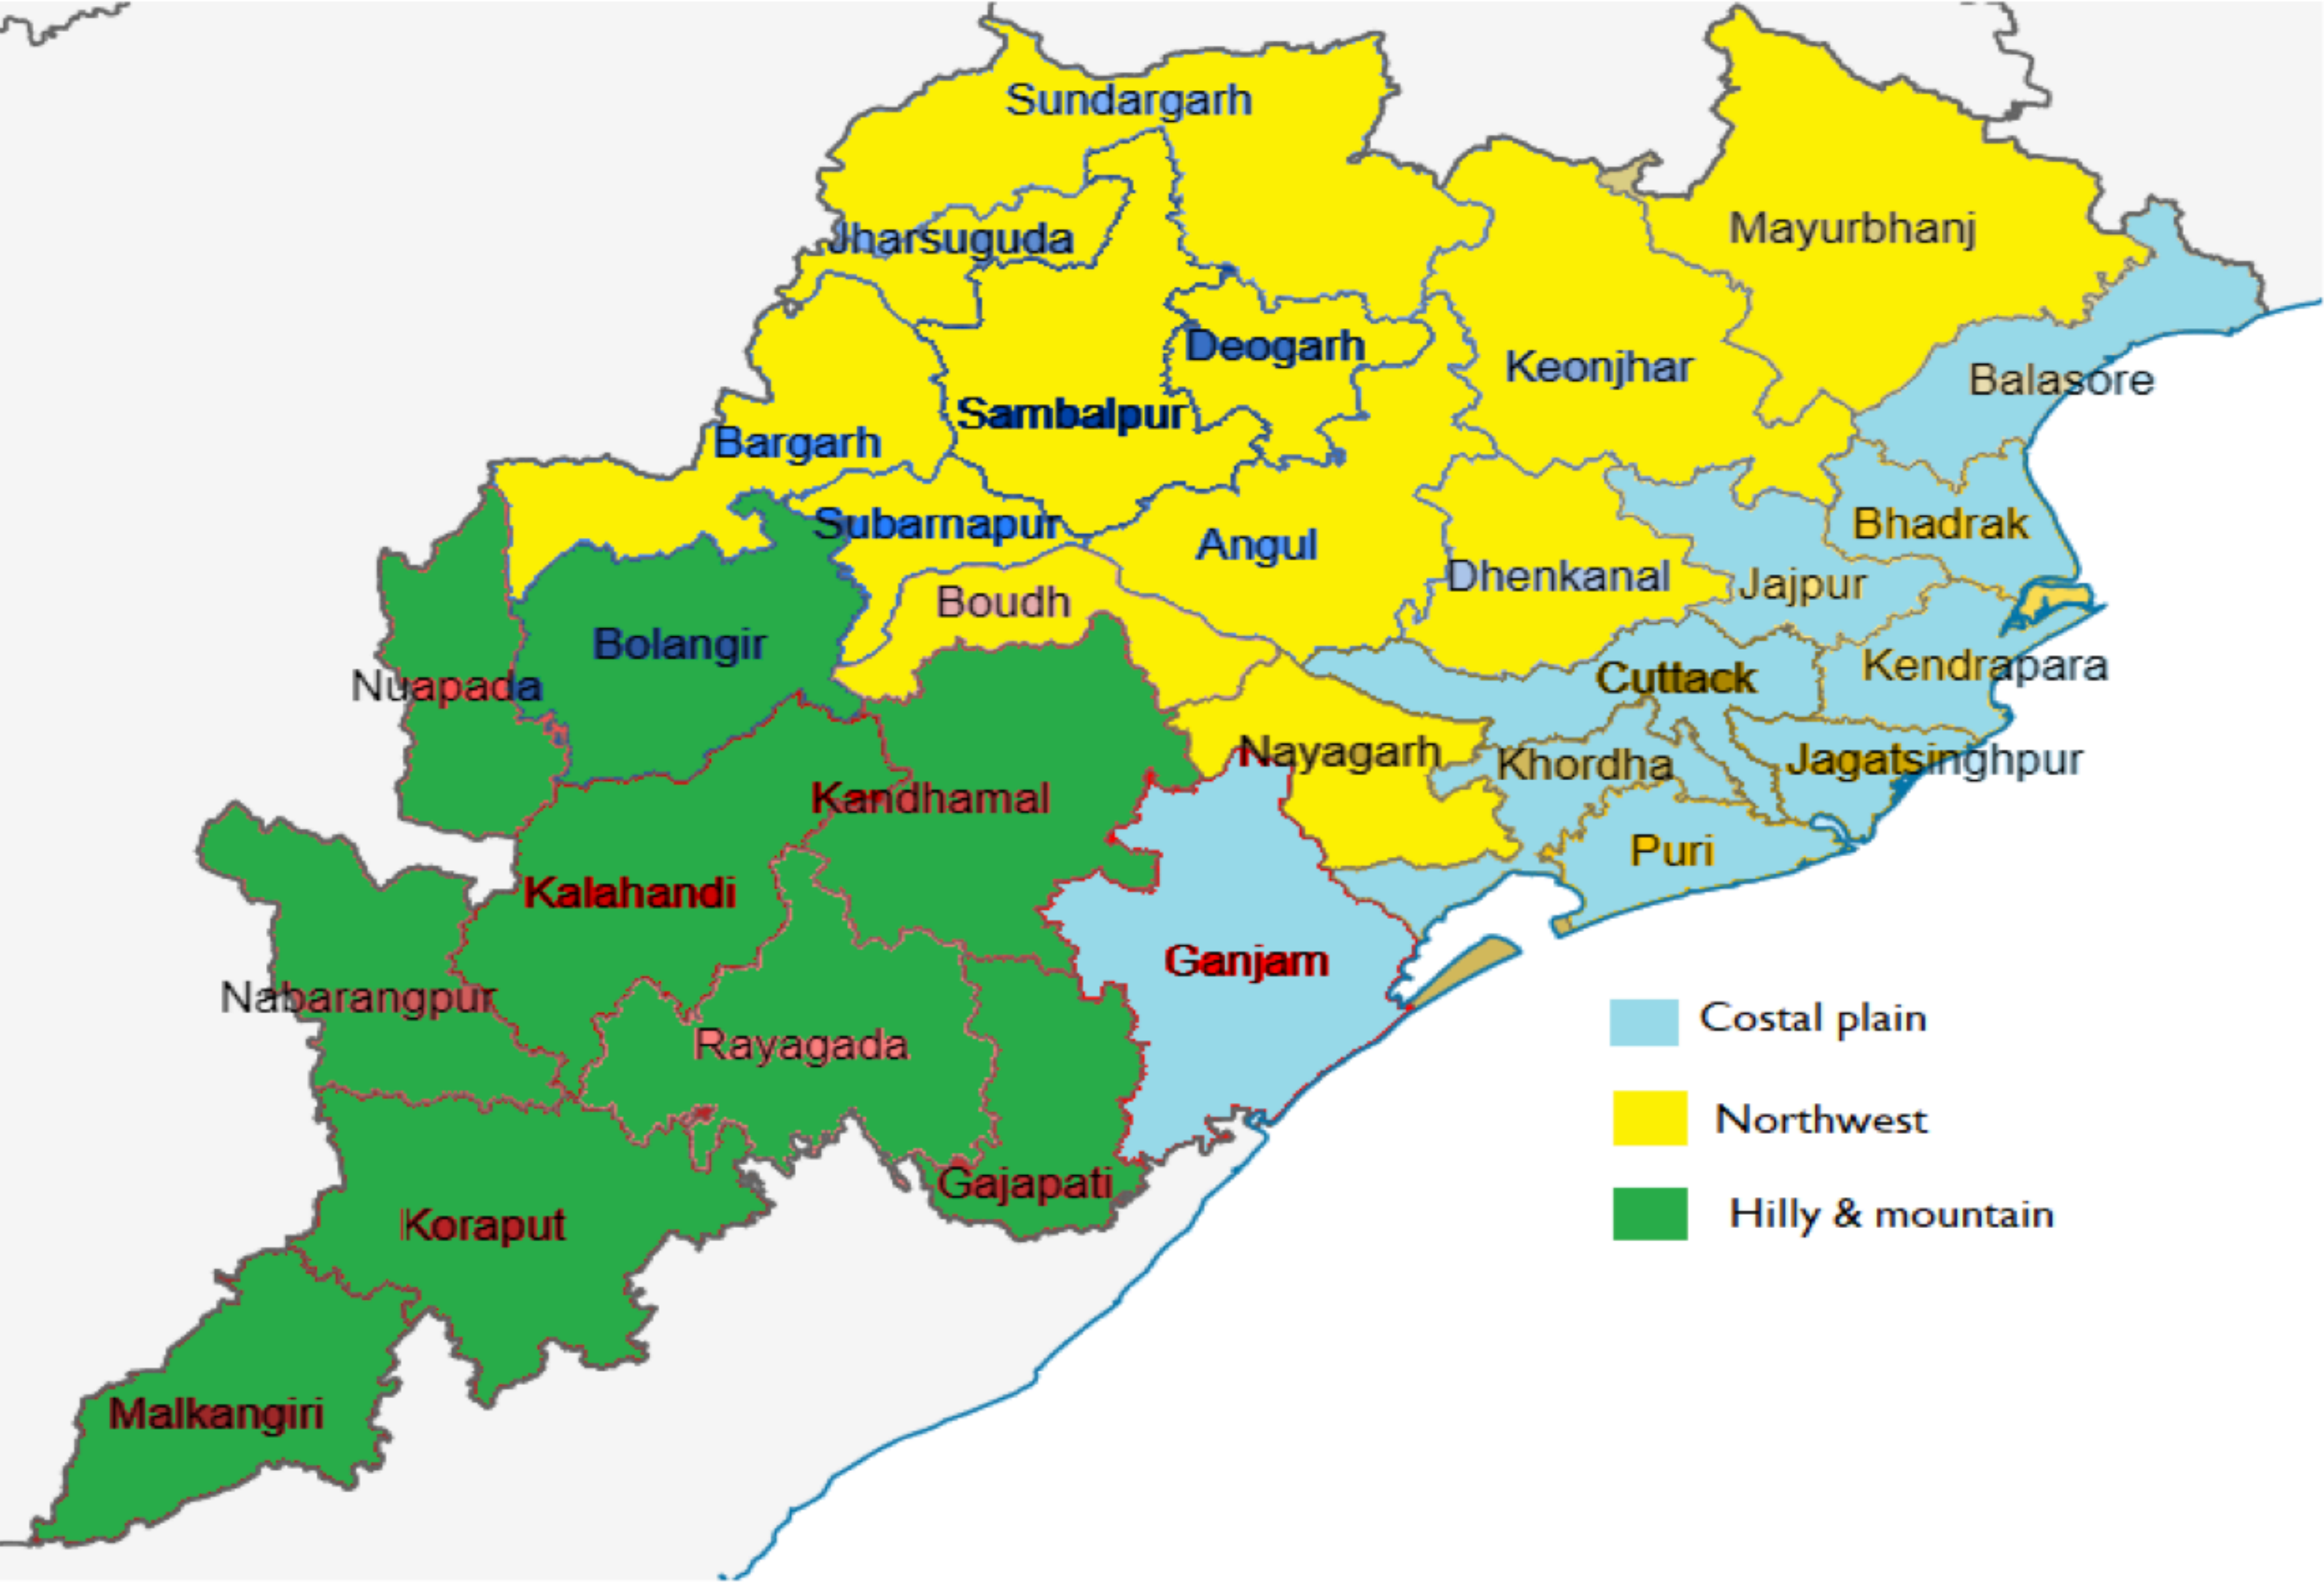 Sundargarh
Mayurbhanj
Jharsuguda
Deogarh
Keonjhar
Balasore
Sambalpur
Bargarh
Subarnapur
Bhadrak
Angul
Dhenkanal
Jajpur
Boudh
Bolangir
Kendrapara
Cuttack
Nuapada
Nayagarh
Khordha
Jagatsinghpur
Kandhamal
Puri
Kalahandi
Ganjam
Nabarangpur
Costal plain
Rayagada
Northwest
Gajapati
Hilly & mountain
Koraput
Malkangiri